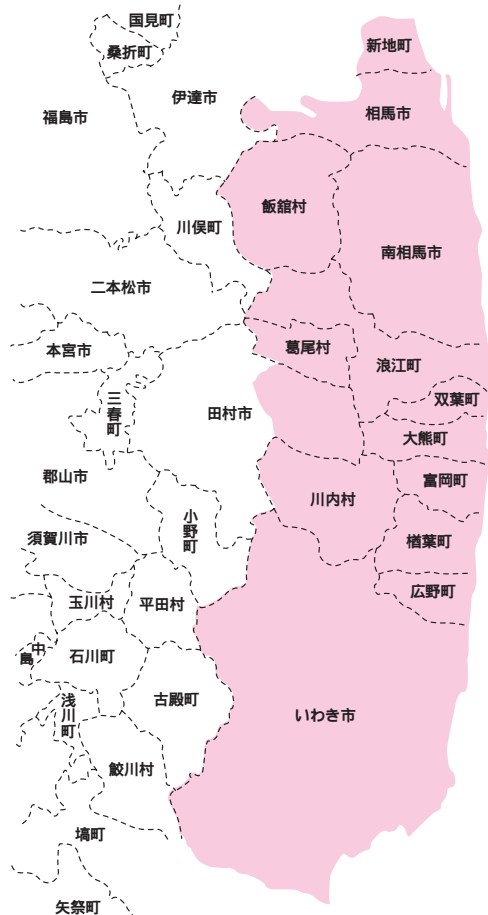 国見町
新地町
桑折町
伊達市
相馬市
福島市
飯舘村
川俣町
南相馬市
二本松市
本宮市
葛尾村
浪江町
三春町
双葉町
田村市
大熊町
郡山市
富岡町
川内村
小野町
須賀川市
楢葉町
広野町
玉川村
平田村
中島
石川町
古殿町
浅川町
いわき市
鮫川村
塙町
矢祭町